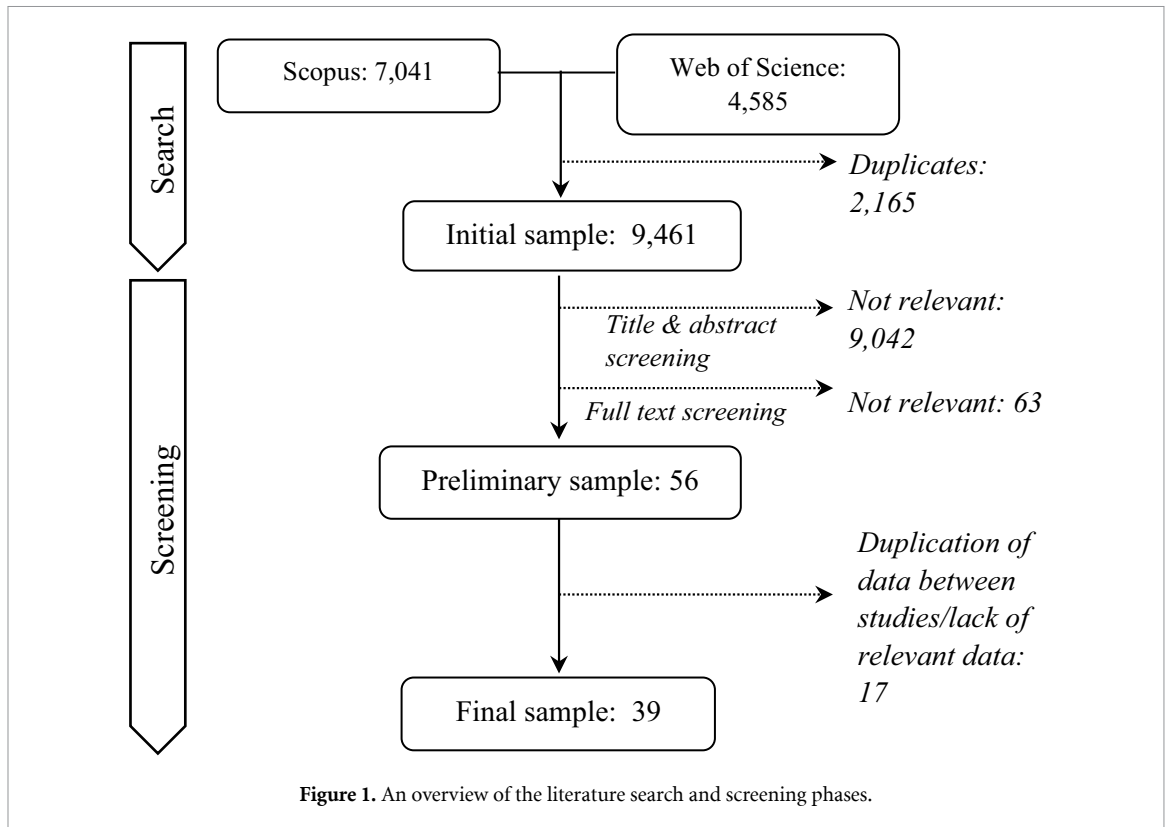 Search
Scopus: 7,041
Web of Science:
4,585
Duplicates:
2,165
Initial sample: 9,461
Screening
Not relevant:
9,042
Title & abstract
screening
Not relevant: 63
Full text screening
Preliminary sample: 56
Duplication of
data between
studies/lack of
relevant data:
17
Final sample: 39
Figure 1. An overview of the literature search and screening phases.